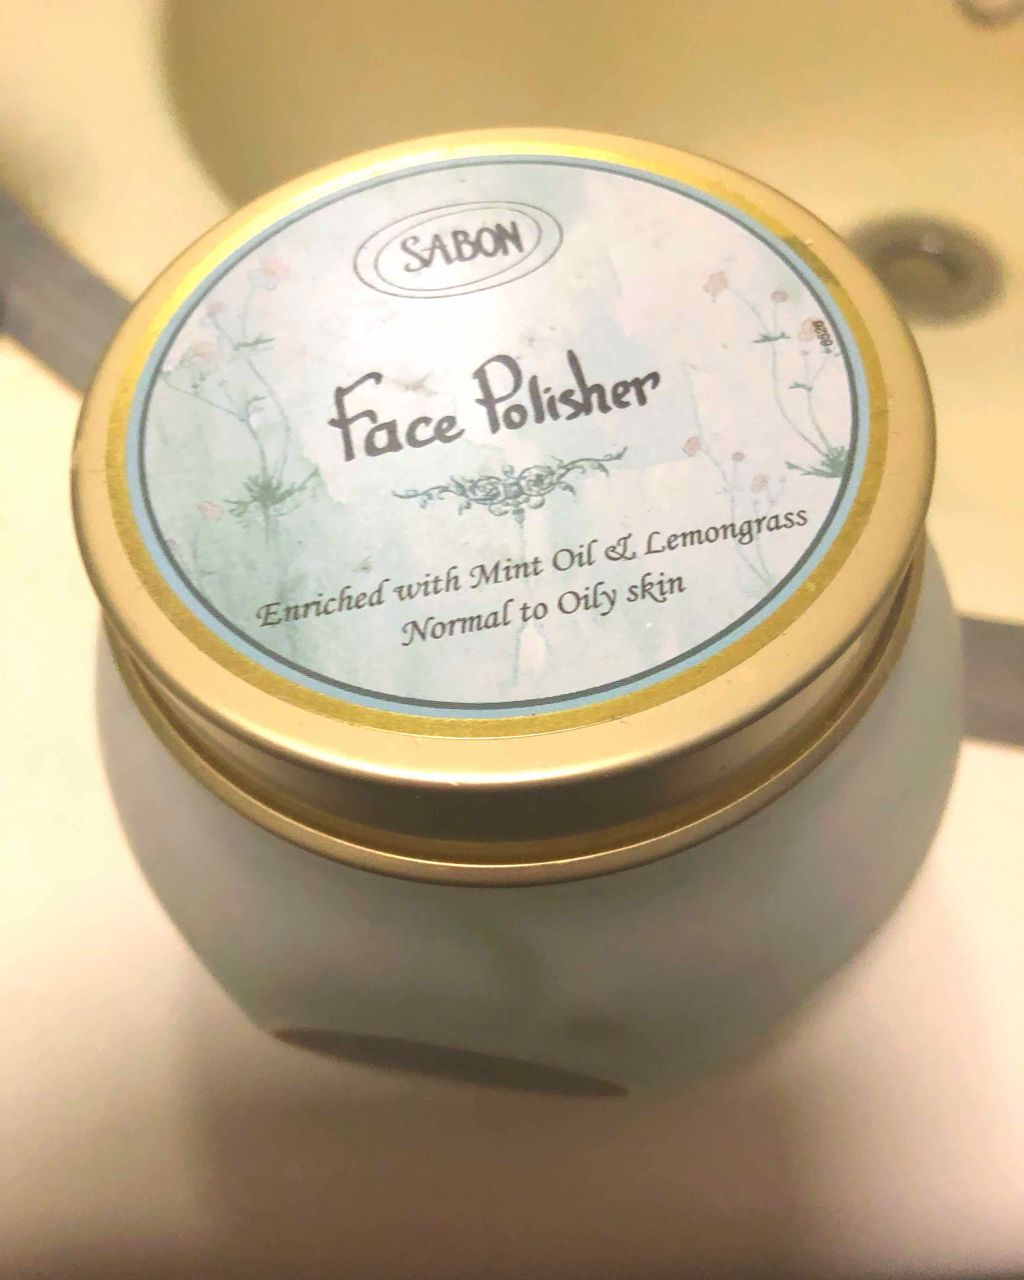 SABON
Face Polisher
Enriched with Mint Oil & Lemongrass
Normal to Oily skin